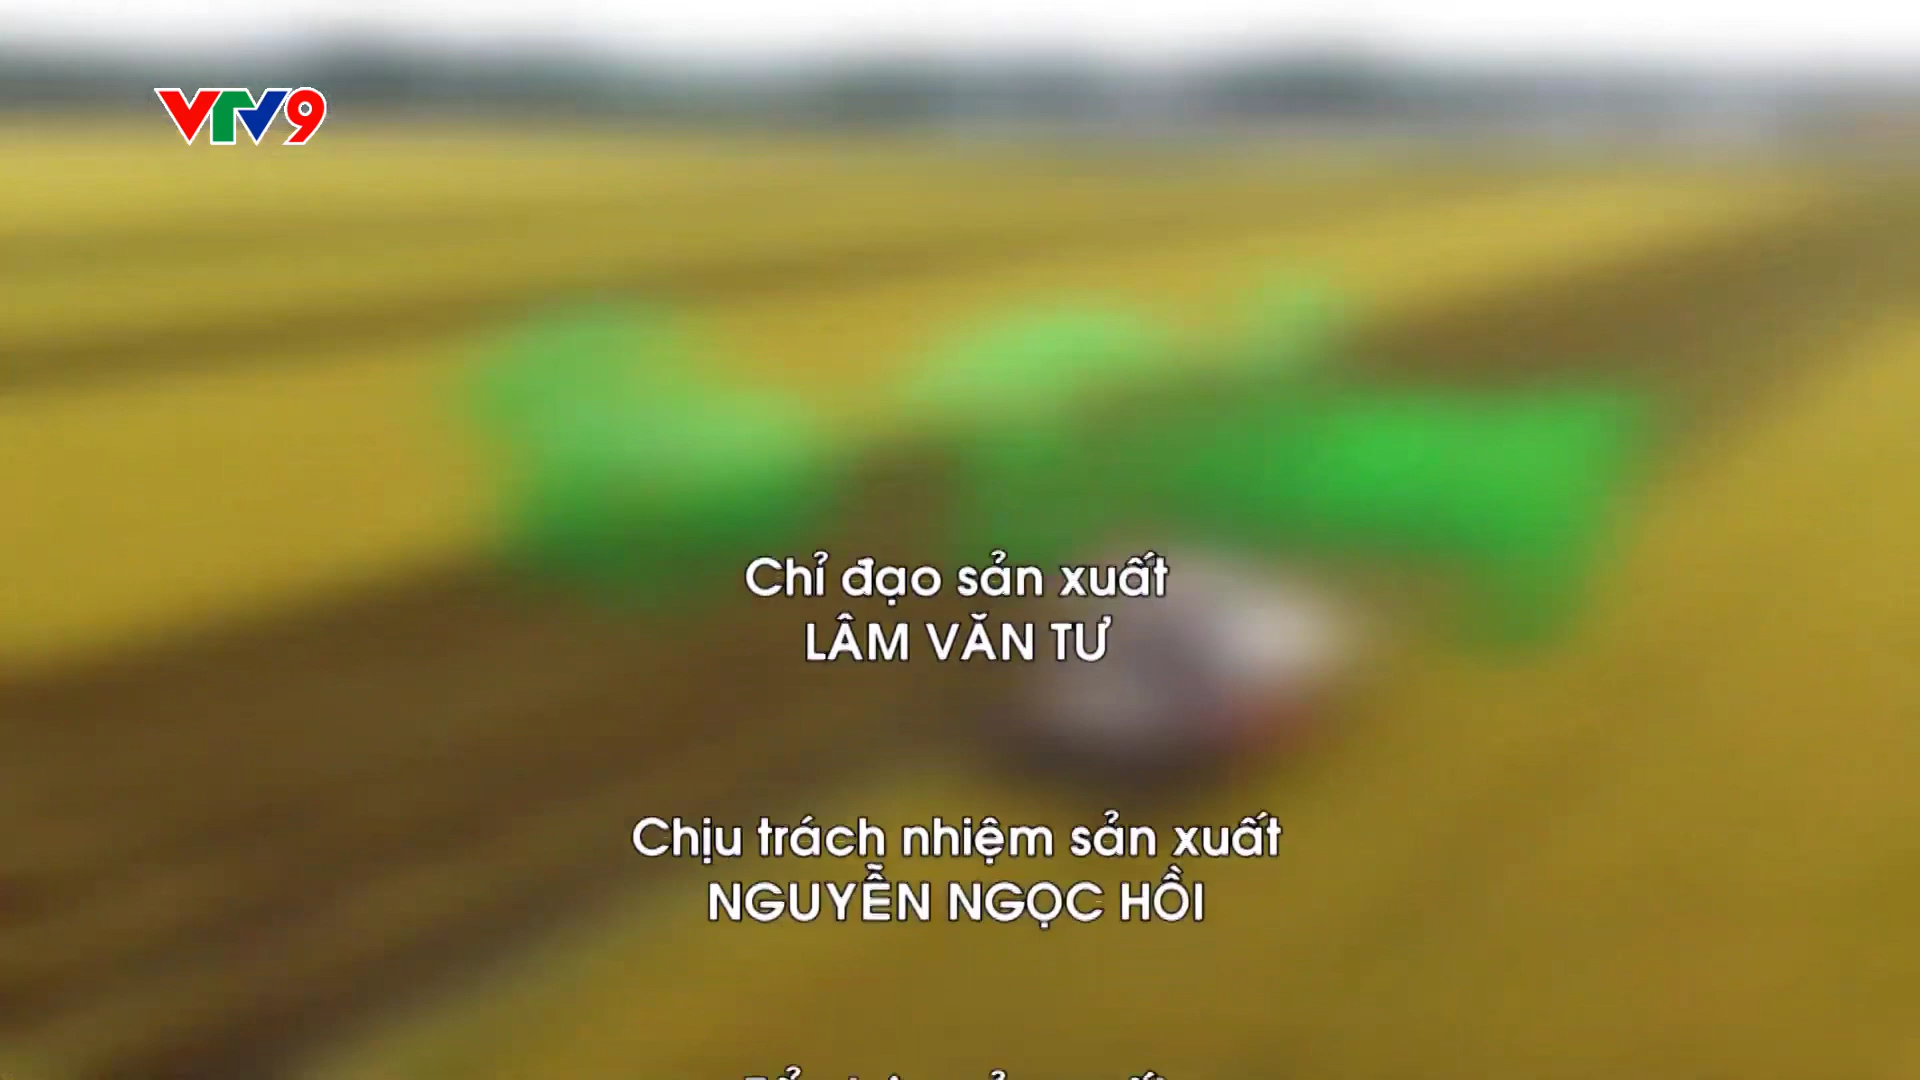 VTV9
Chỉ đạo sản xuất
LÂM VĂN TƯ
Chịu trách nhiệm sản xuất
NGUYỄN NGỌC HỒI